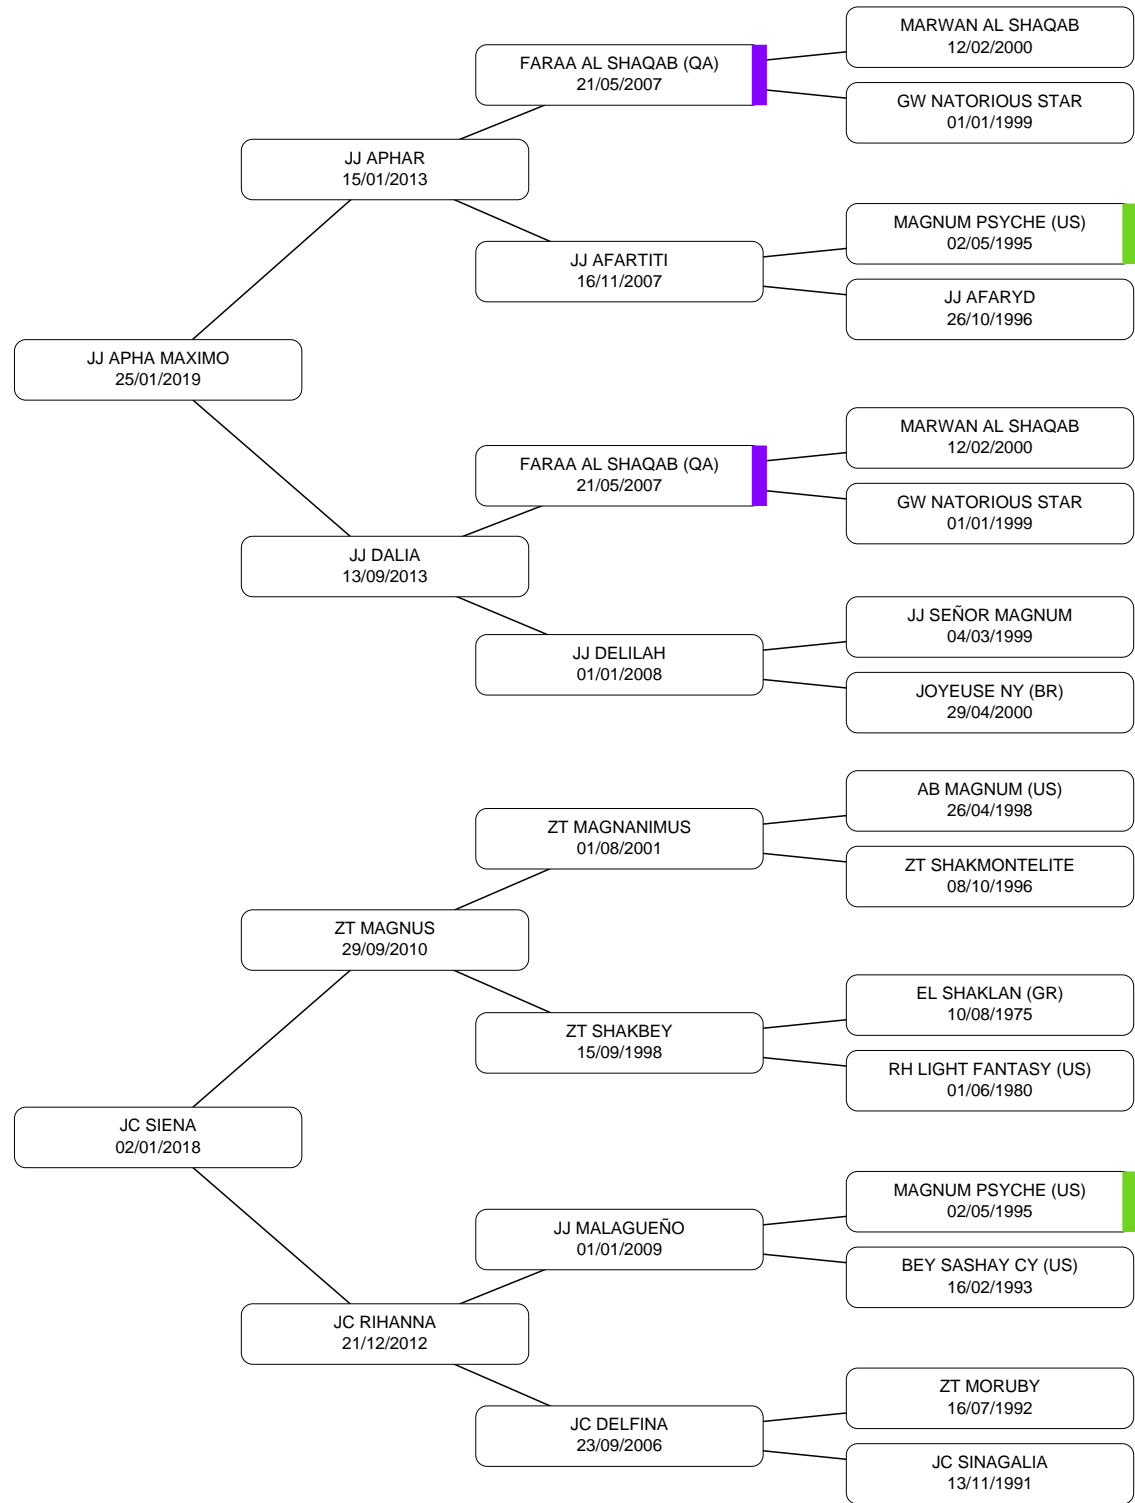 MARWAN AL SHAQAB
12/02/2000
FARAA AL SHAQAB (QA)
21/05/2007
GW NATORIOUS STAR
01/01/1999
JJ APHAR
15/01/2013
MAGNUM PSYCHE (US)
02/05/1995
JJ AFARTITI
16/11/2007
JJ AFARYD
26/10/1996
JJ APHA MAXIMO
25/01/2019
MARWAN AL SHAQAB
12/02/2000
FARAA AL SHAQAB (QA)
21/05/2007
GW NATORIOUS STAR
01/01/1999
JJ DALIA
13/09/2013
JJ SEÑOR MAGNUM
04/03/1999
JJ DELILAH
01/01/2008
JOYEUSE NY (BR)
29/04/2000
AB MAGNUM (US)
26/04/1998
ZT MAGNANIMUS
01/08/2001
ZT SHAKMONTELITE
08/10/1996
ZT MAGNUS
29/09/2010
EL SHAKLAN (GR)
10/08/1975
ZT SHAKBEY
15/09/1998
RH LIGHT FANTASY (US)
01/06/1980
JC SIENA
02/01/2018
MAGNUM PSYCHE (US)
02/05/1995
JJ MALAGUEÑO
01/01/2009
BEY SASHAY CY (US)
16/02/1993
JC RIHANNA
21/12/2012
ZT MORUBY
16/07/1992
JC DELFINA
23/09/2006
JC SINAGALIA
13/11/1991